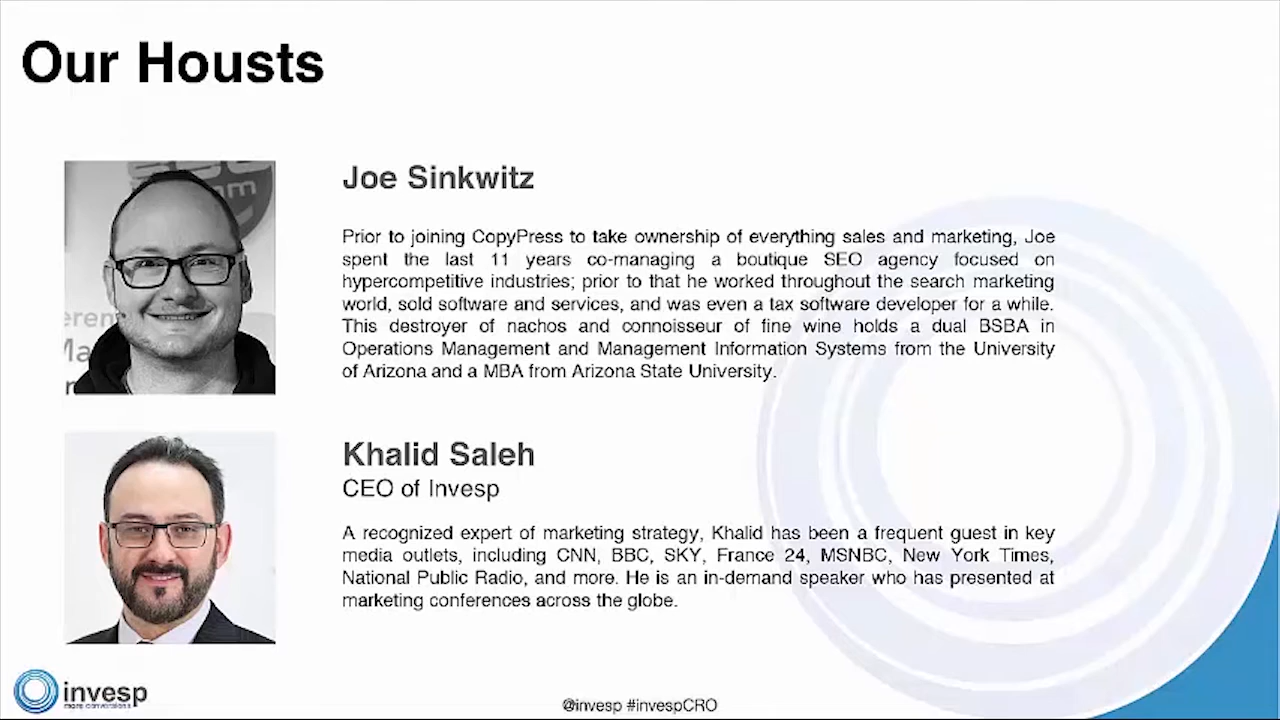 Our Housts
Joe Sinkwitz
Prior to joining CopyPress to take ownership of everything sales and marketing, Joe
spent the last 11 years co-managing a boutique SEO agency focused on
hypercompetitive industries; prior to that he worked throughout the search marketing
world, sold software and services, and was even a tax software developer for a while.
This destroyer of nachos and connoisseur of fine wine holds a dual BSBA in
Operations Management and Management Information Systems from the University
of Arizona and a MBA from Arizona State University.
Khalid Saleh
CEO of Invesp
A recognized expert of marketing strategy, Khalid has been a frequent guest in key
media outlets, including CNN, BBC, SKY, France 24, MSNBC, New York Times,
National Public Radio, and more. He is an in-demand speaker who has presented at
marketing conferences across the globe.
invesp
more conversions
@invesp #invespCRO